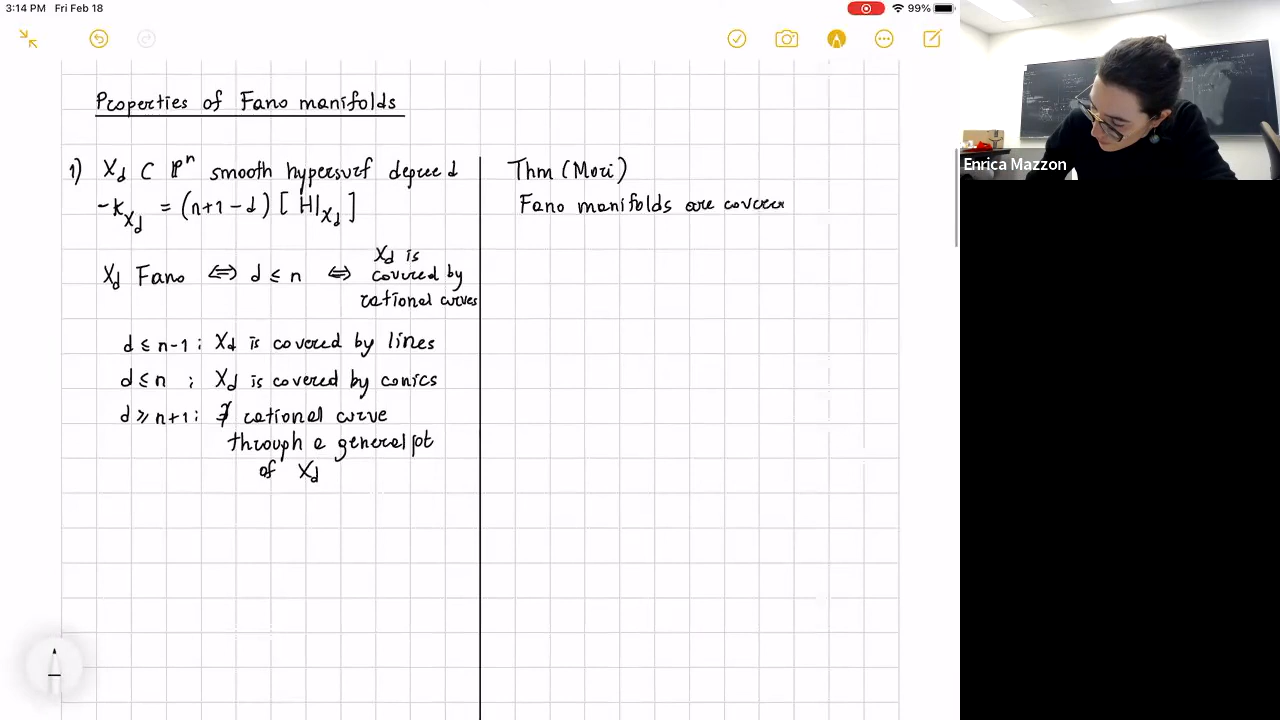 3:14 PM Fri Feb 18
99%
Enrica Mazzon
Properties of Fano manifolds
1) X_d ⊂ ℙ^n smooth hypersurf degree d
-K_{X_d} = (n+1-d) [H|_{X_d}]
X_d Fano ⇔ d ≤ n ⇔ X_d is
covered by
rational curves
d ≤ n-1 : X_d is covered by lines
d ≤ n : X_d is covered by conics
d ≥ n+1 : ∄ rational curve
through a general pt
of X_d
Thm (Mori)
Fano manifolds are covered